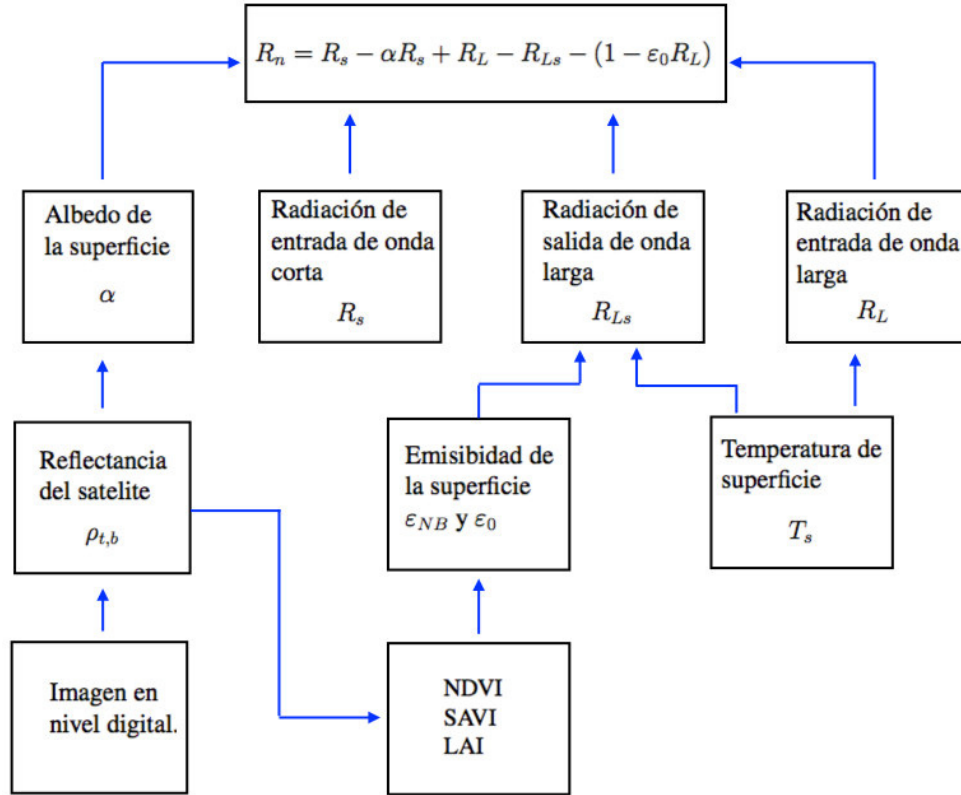 R_n = R_s − αR_s + R_L − R_{Ls} − (1 − ε_0R_L)
Albedo de
la superficie
α
Radiación de
entrada de onda
corta
R_s
Radiación de
salida de onda
larga
R_{Ls}
Radiación de
entrada de onda
larga
R_L
Reflectancia
del satelite
ρ_{t,b}
Emisibidad de
la superficie
ε_{NB} y ε_0
Temperatura de
superficie
T_s
Imagen en
nivel digital.
NDVI
SAVI
LAI